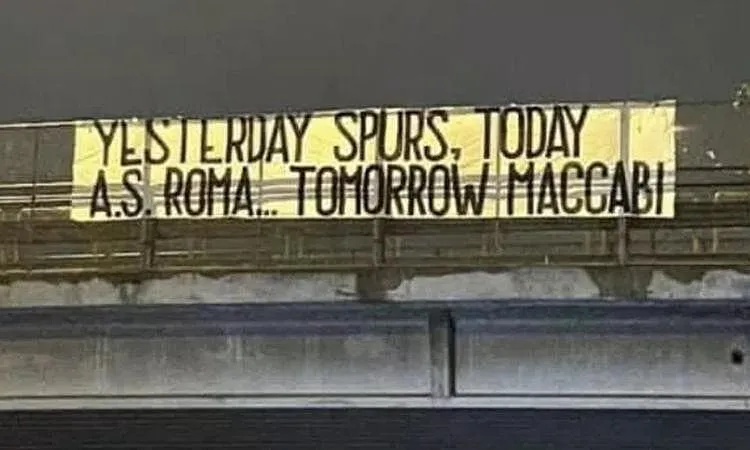 YESTERDAY SPURS, TODAY
A.S. ROMA... TOMORROW MACCABI